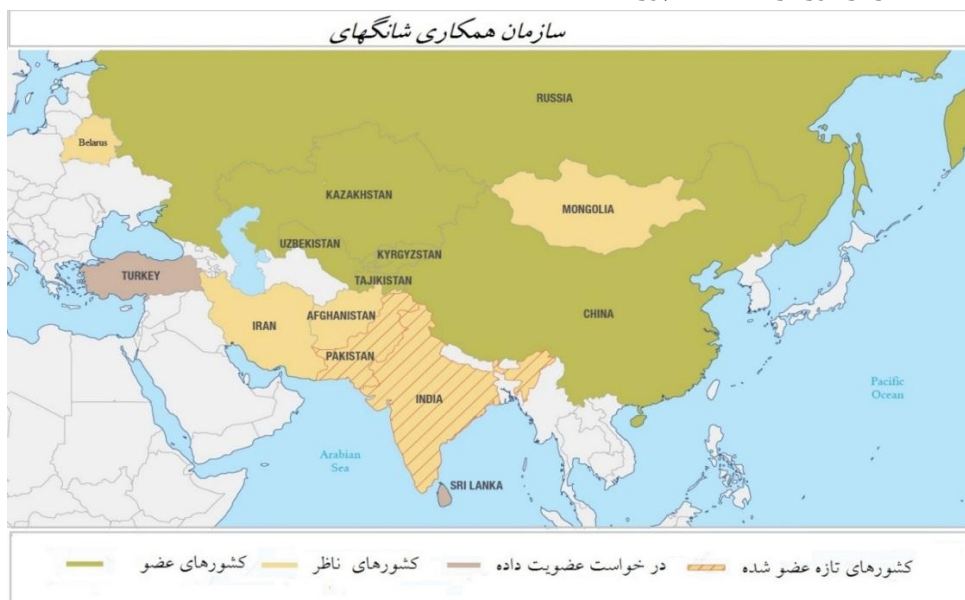 سازمان همکاری شانگهای
RUSSIA
Belarus
KAZAKHSTAN
MONGOLIA
UZBEKISTAN
KYRGYZSTAN
TURKEY
TAJIKISTAN
CHINA
AFGHANISTAN
IRAN
PAKISTAN
INDIA
Pacific
Ocean
Arabian
Sea
SRI LANKA
کشورهای عضو کشورهای ناظر در خواست عضویت داده کشورهای تازه عضو شده